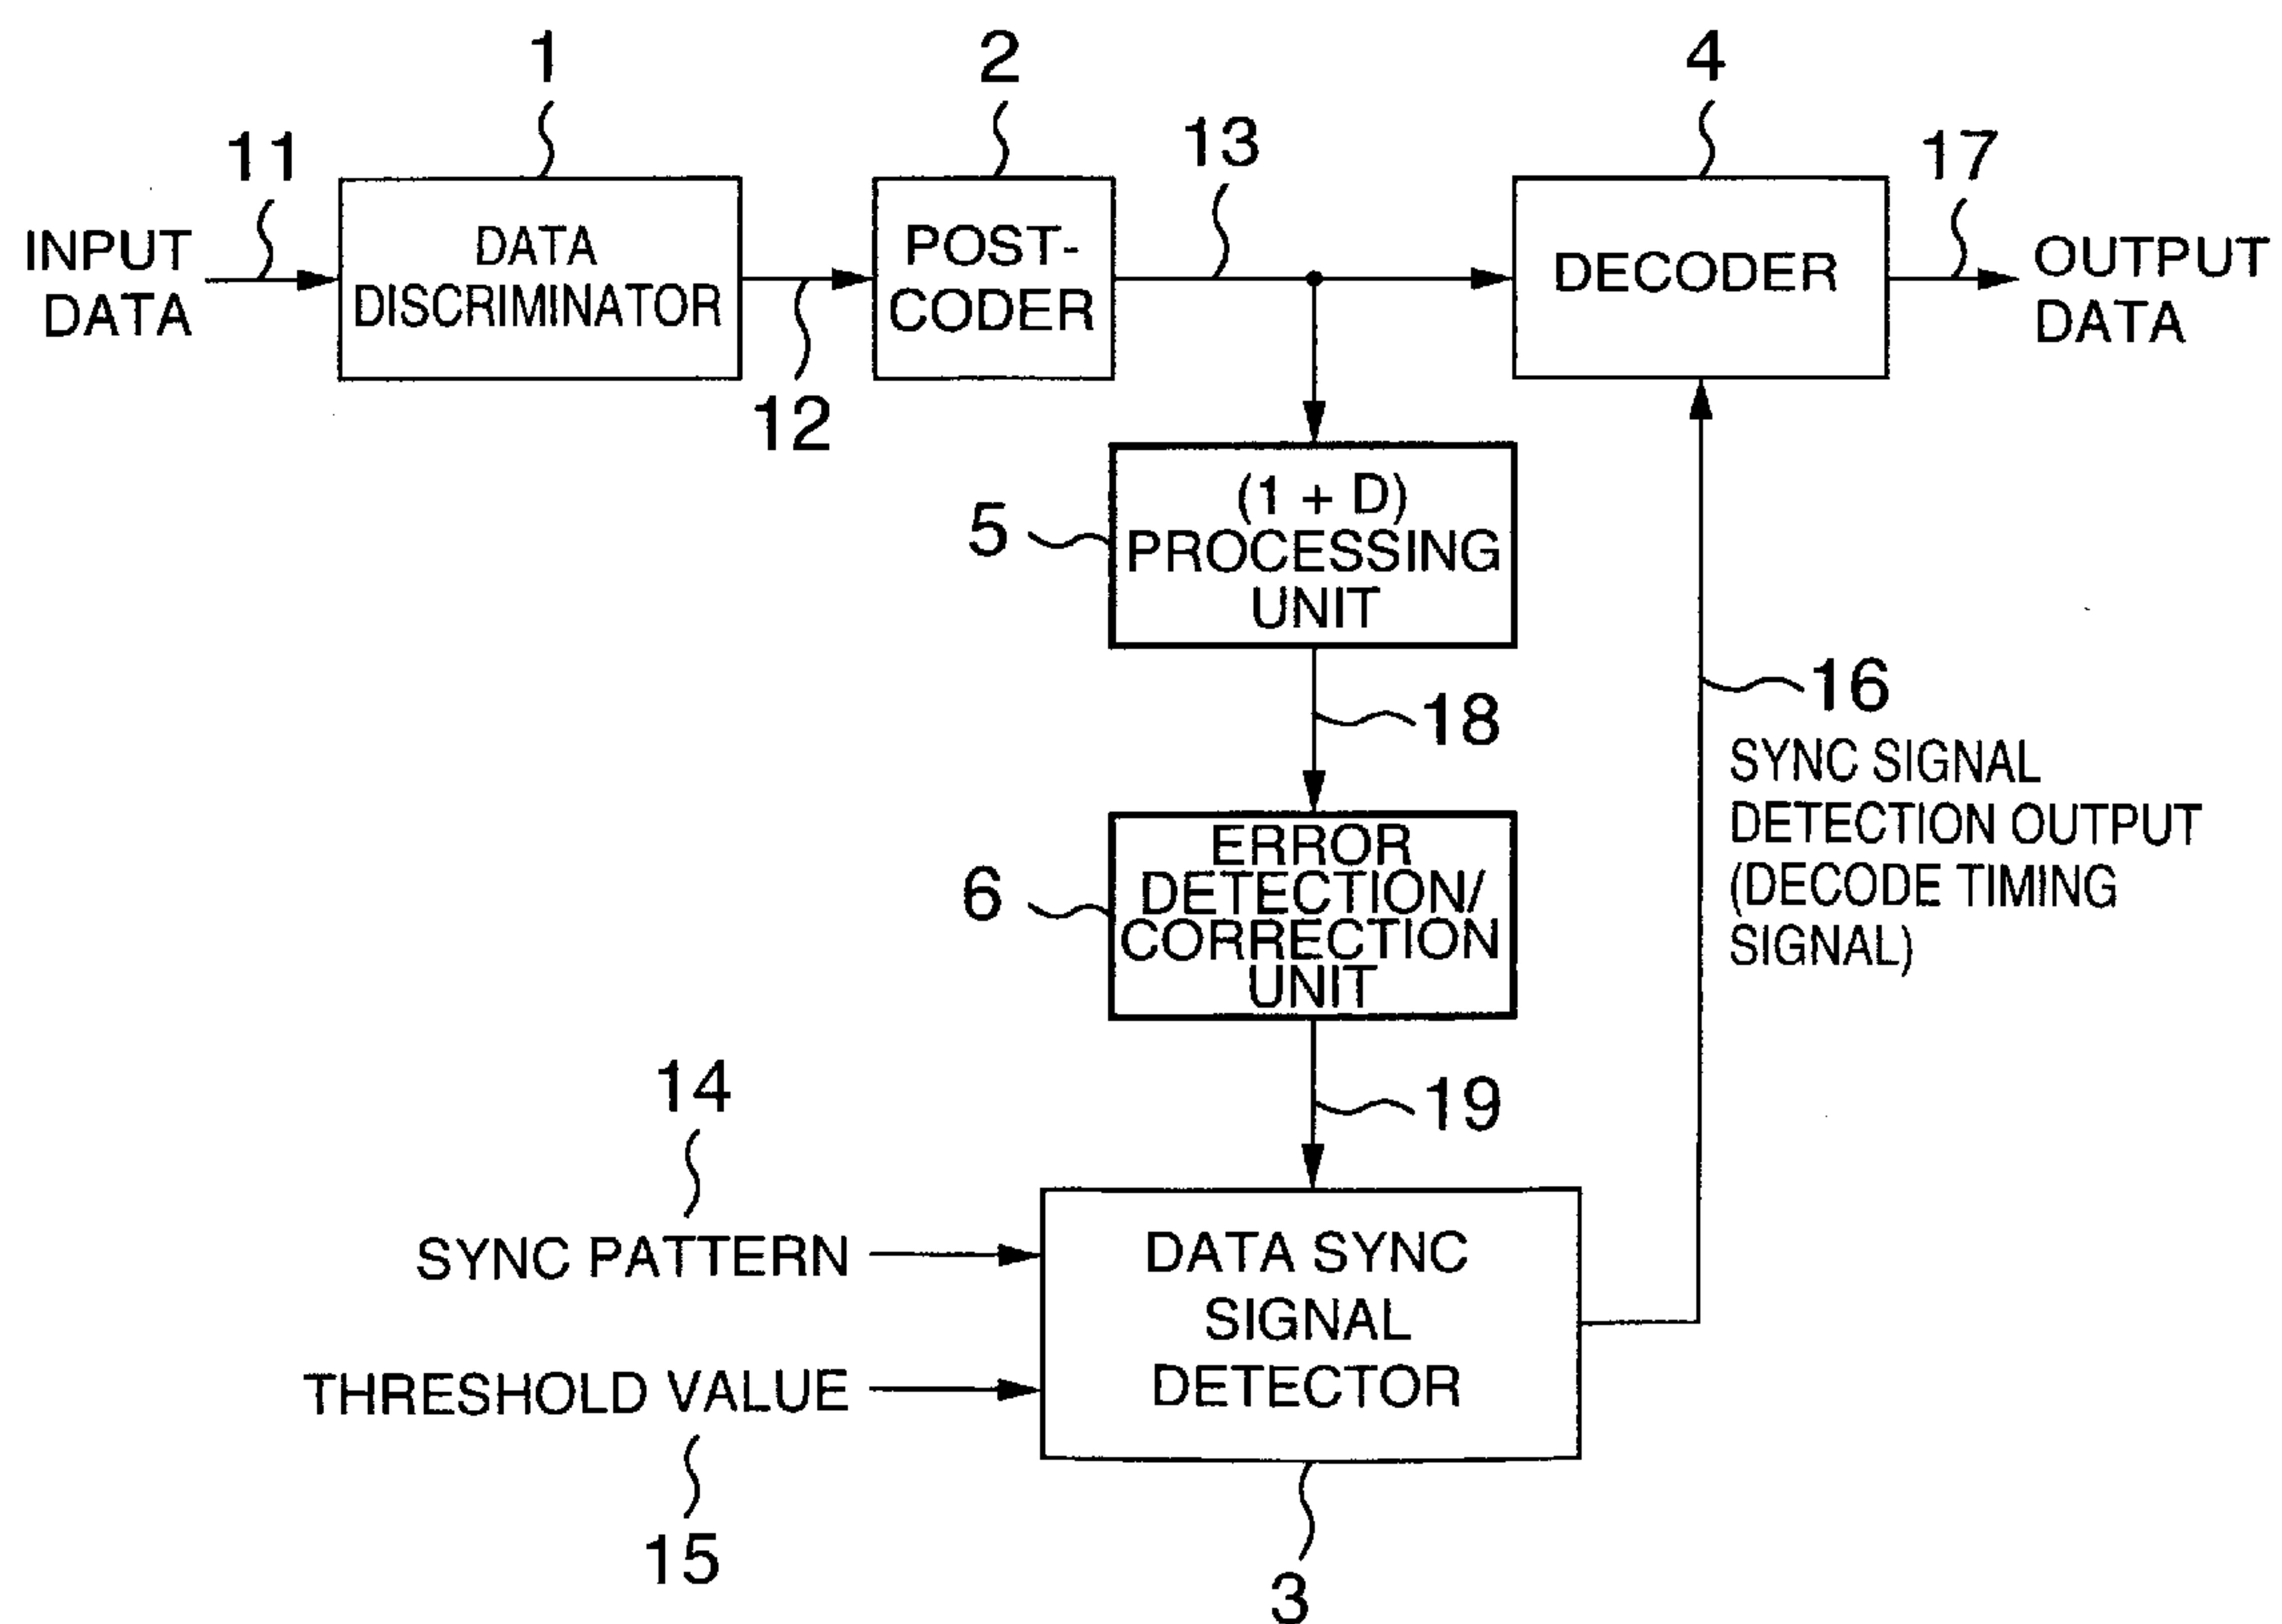 1
2
4
11
13
17
INPUT
DATA
DATA
DISCRIMINATOR
POST-
CODER
DECODER
OUTPUT
DATA
12
5
(1 + D)
PROCESSING
UNIT
18
16
SYNC SIGNAL
DETECTION OUTPUT
(DECODE TIMING
SIGNAL)
6
ERROR
DETECTION/
CORRECTION
UNIT
19
14
SYNC PATTERN
THRESHOLD VALUE
15
DATA SYNC
SIGNAL
DETECTOR
3